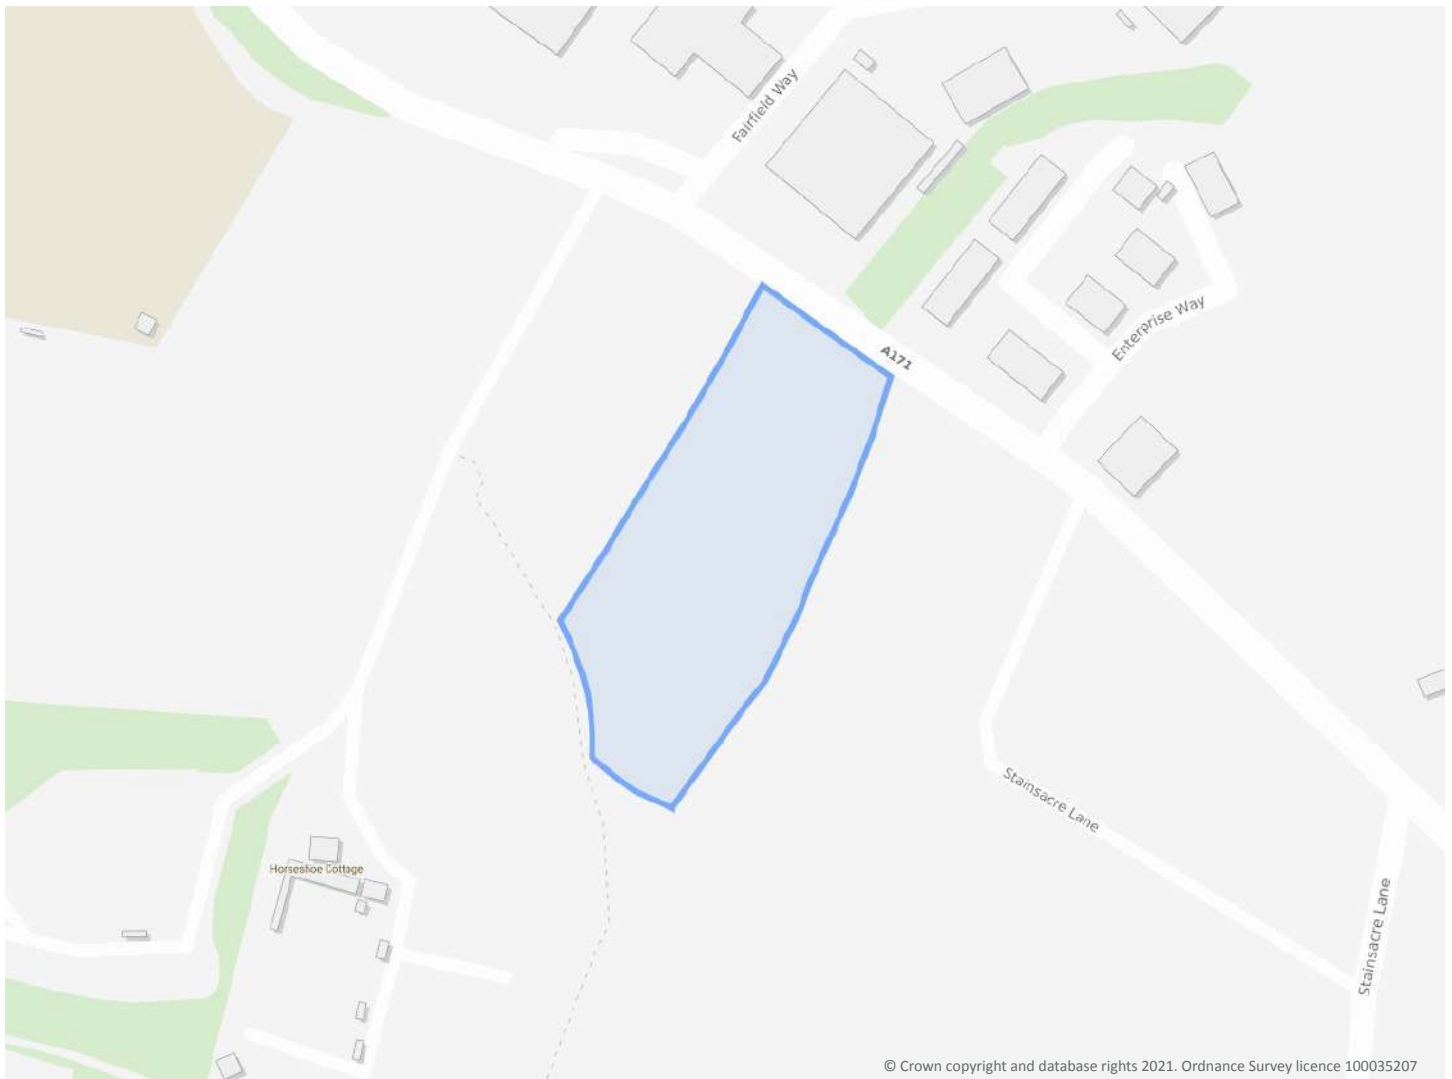 Fairfield Way
A171
Enterprise Way
Stainsacre Lane
Horseshoe Cottage
Stainsacre Lane
© Crown copyright and database rights 2021. Ordnance Survey licence 100035207